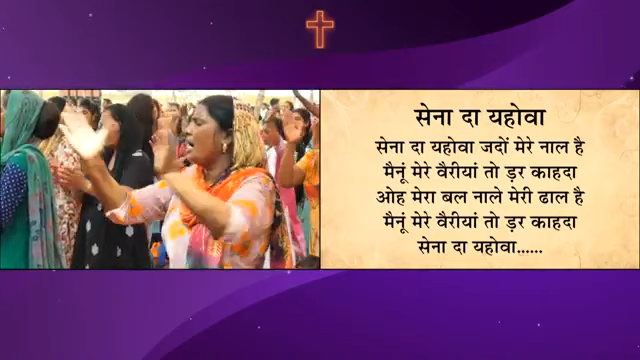 सेना दा यहोवा
सेना दा यहोवा जदों मेरे नाल है
मैनूं मेरे वैरीयां तो ड़र काहदा
ओह मेरा बल नाले मेरी ढाल है
मैनूं मेरे वैरीयां तो ड़र काहदा
सेना दा यहोवा......